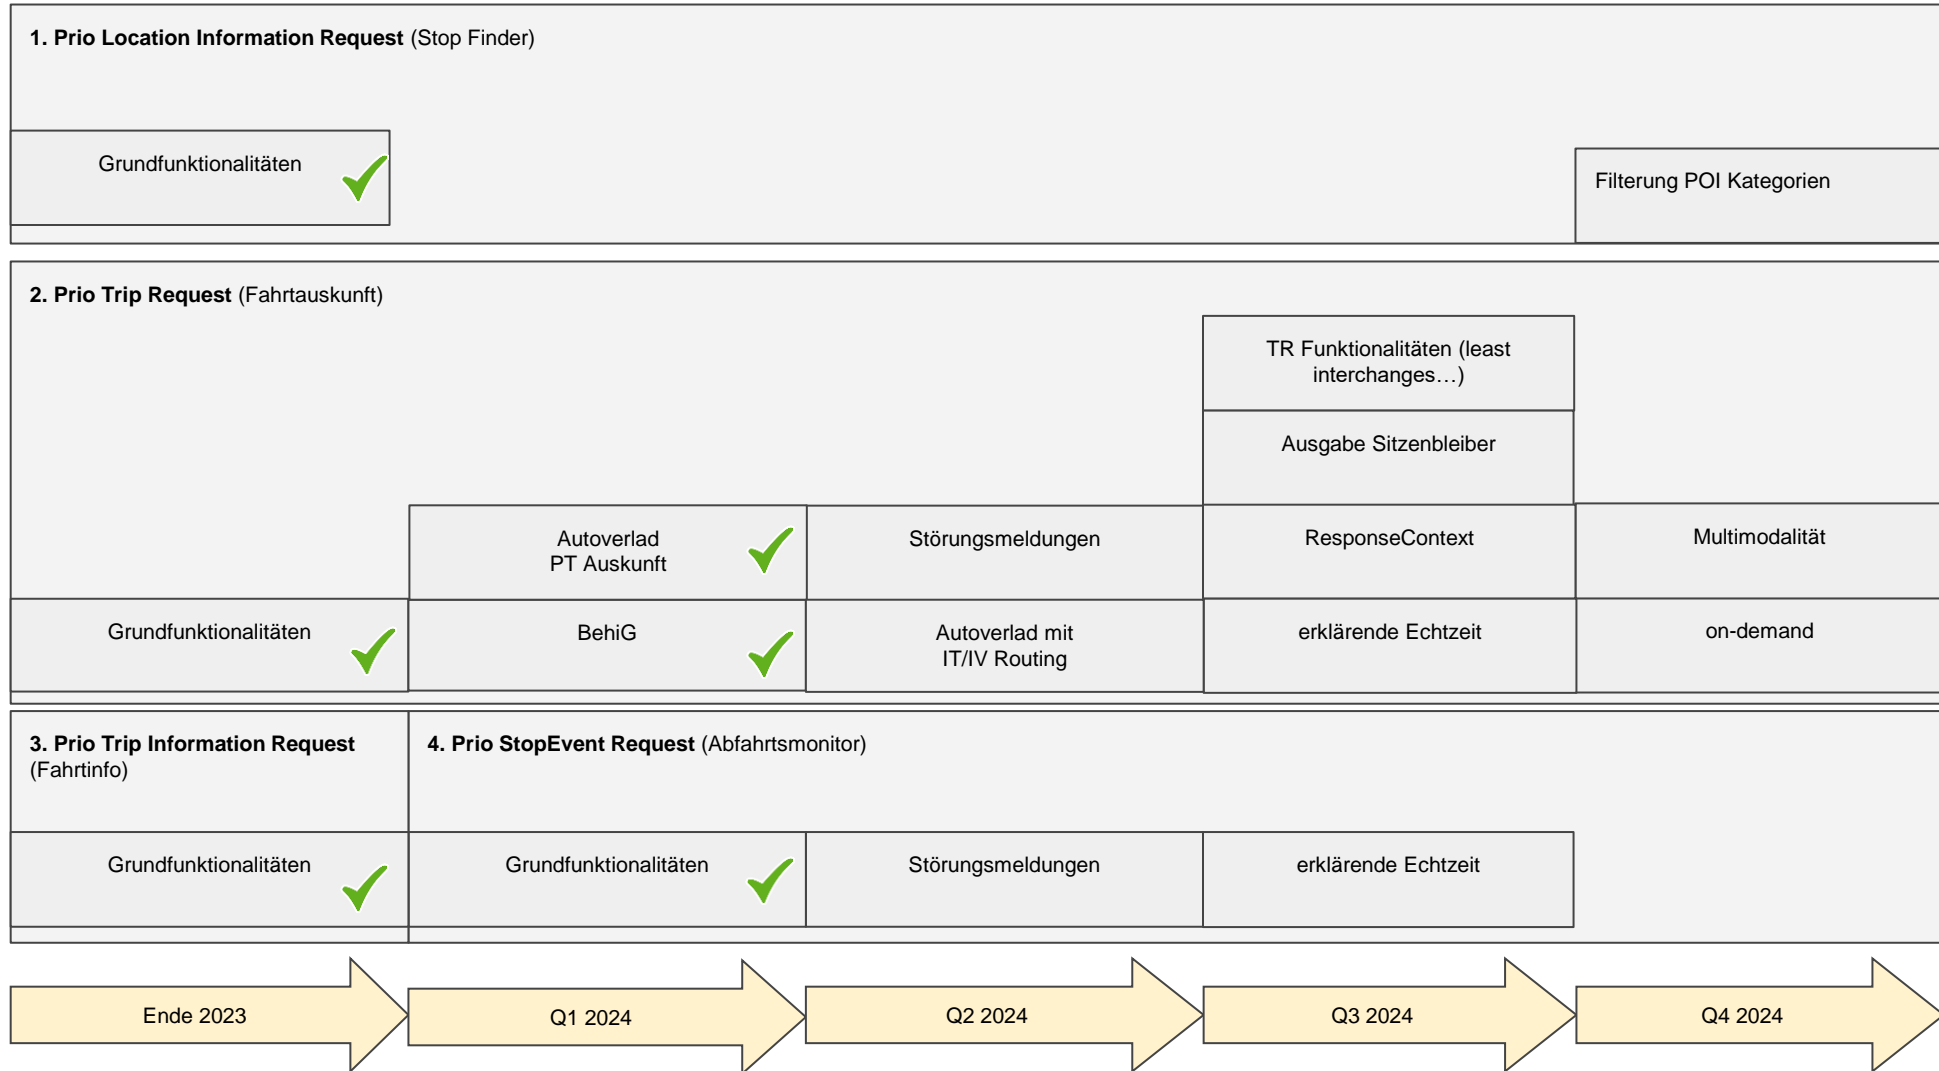 1. Prio Location Information Request (Stop Finder)
Grundfunktionalitäten
Filterung POI Kategorien
2. Prio Trip Request (Fahrtauskunft)
TR Funktionalitäten (least
interchanges…)
Ausgabe Sitzenbleiber
Autoverlad
PT Auskunft
Störungsmeldungen
ResponseContext
Multimodalität
Grundfunktionalitäten
BehiG
Autoverlad mit
IT/IV Routing
erklärende Echtzeit
on-demand
3. Prio Trip Information Request
(Fahrtinfo)
4. Prio StopEvent Request (Abfahrtsmonitor)
Grundfunktionalitäten
Grundfunktionalitäten
Störungsmeldungen
erklärende Echtzeit
Ende 2023
Q1 2024
Q2 2024
Q3 2024
Q4 2024